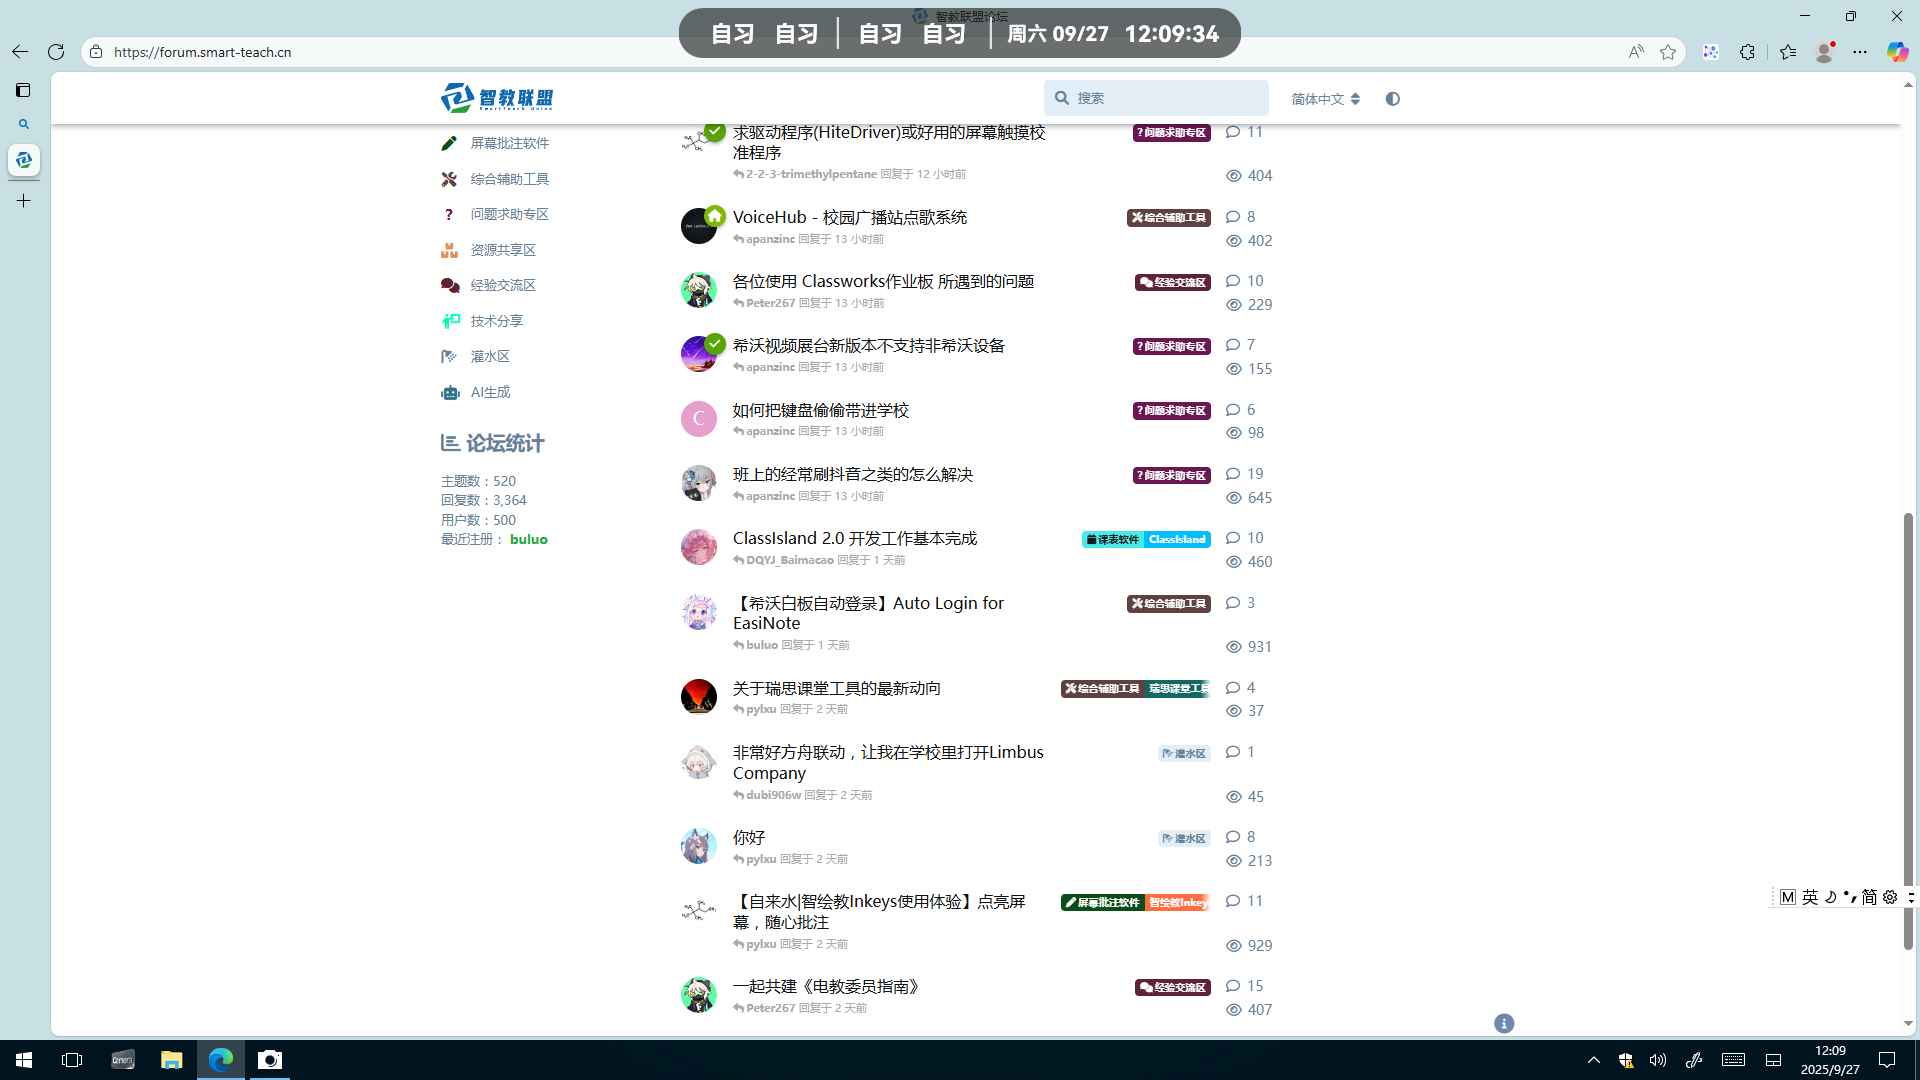 智教联盟论坛
自习 自习 自习 自习 周六 09/27 12:09:34
https://forum.smart-teach.cn
智教联盟
SmartTeach Union
搜索
简体中文
屏幕批注软件
综合辅助工具
问题求助专区
资源共享区
经验交流区
技术分享
灌水区
AI生成
论坛统计
主题数：520
回复数：3,364
用户数：500
最近注册： buluo
求驱动程序(HiteDriver)或好用的屏幕触摸校
准程序
2-2-3-trimethylpentane 回复于 12 小时前
问题求助专区
11
404
VoiceHub - 校园广播站点歌系统
apanzinc 回复于 13 小时前
综合辅助工具
8
402
各位使用 Classworks作业板 所遇到的问题
Peter267 回复于 13 小时前
经验交流区
10
229
希沃视频展台新版本不支持非希沃设备
apanzinc 回复于 13 小时前
问题求助专区
7
155
C
如何把键盘偷偷带进学校
apanzinc 回复于 13 小时前
问题求助专区
6
98
班上的经常刷抖音之类的怎么解决
apanzinc 回复于 13 小时前
问题求助专区
19
645
ClassIsland 2.0 开发工作基本完成
DQYJ_Baimacao 回复于 1 天前
课表软件 ClassIsland
10
460
【希沃白板自动登录】Auto Login for
EasiNote
buluo 回复于 1 天前
综合辅助工具
3
931
关于瑞思课堂工具的最新动向
pylxu 回复于 2 天前
综合辅助工具 瑞思课堂工具
4
37
非常好方舟联动，让我在学校里打开Limbus
Company
dubi906w 回复于 2 天前
灌水区
1
45
你好
pylxu 回复于 2 天前
灌水区
8
213
【自来水|智绘教Inkeys使用体验】点亮屏
幕，随心批注
pylxu 回复于 2 天前
屏幕批注软件 智绘教Inkeys
11
929
一起共建《电教委员指南》
Peter267 回复于 2 天前
经验交流区
15
407
M 英 简
12:09
2025/9/27